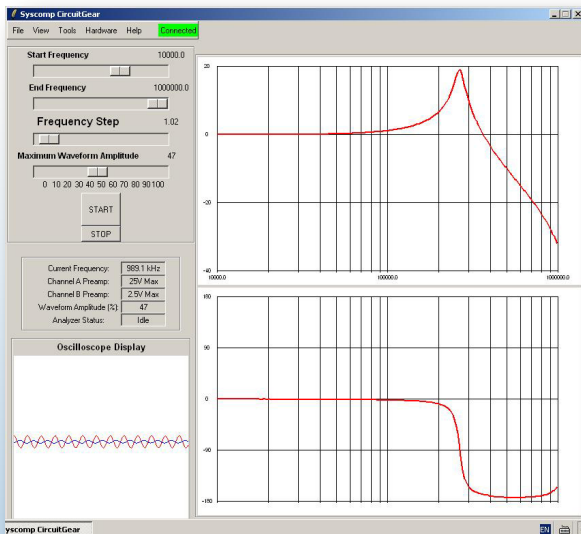 Syscomp CircuitGear
File View Tools Hardware Help Connected
Start Frequency 10000.0
End Frequency 1000000.0
Frequency Step 1.02
Maximum Waveform Amplitude 47
0 10 20 30 40 50 60 70 80 90 100
START
STOP
Current Frequency: 989.1 kHz
Channel A Preamp: 25V Max
Channel B Preamp: 2.5V Max
Waveform Amplitude (%): 47
Analyzer Status: Idle
Oscilloscope Display
20
0
-20
-40
10000.0 100000.0 1000000.0
180
90
0
-90
-180
yscomp CircuitGear
EN